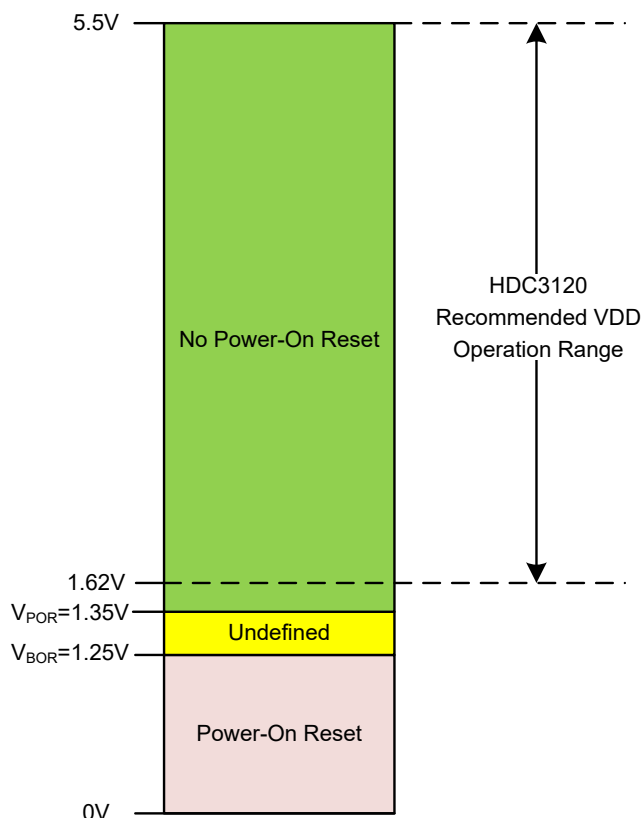 5.5V
No Power-On Reset
HDC3120
Recommended VDD
Operation Range
1.62V
VPOR=1.35V
Undefined
VBOR=1.25V
Power-On Reset
0V